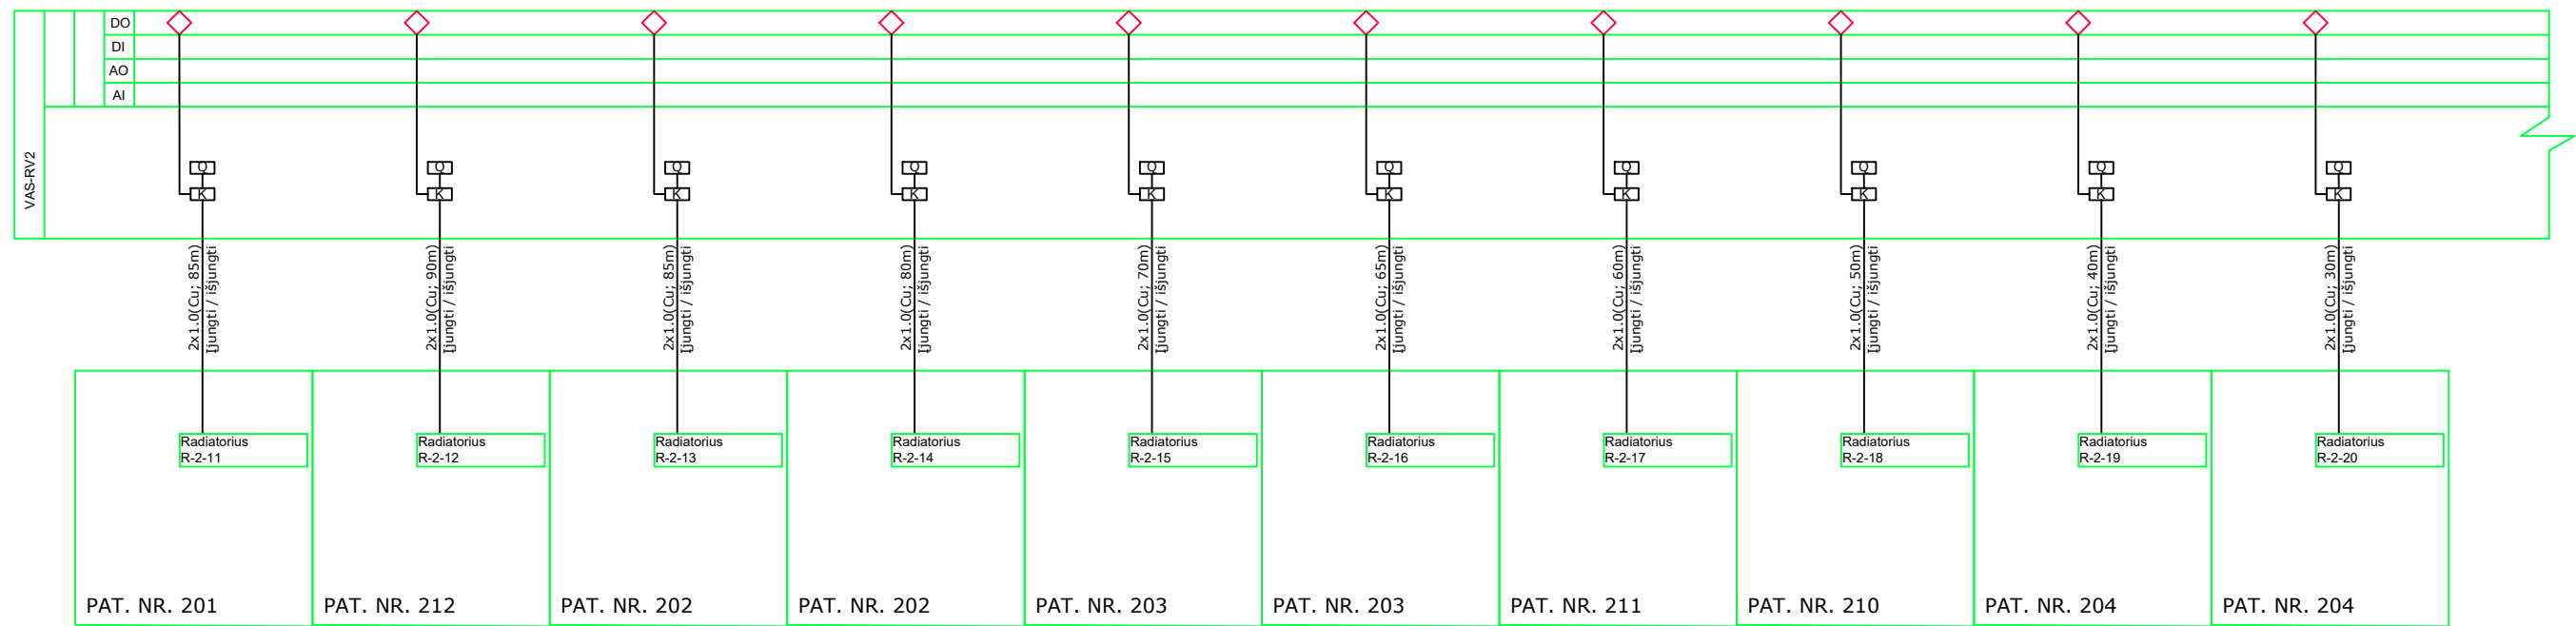 DO
DI
AO
AI
VAS-RV2
Q
K
Q
K
Q
K
Q
K
Q
K
Q
K
Q
K
Q
K
Q
K
Q
K
2x1.0(Cu; 85m)
Įjungti / išjungti
2x1.0(Cu; 90m)
Įjungti / išjungti
2x1.0(Cu; 85m)
Įjungti / išjungti
2x1.0(Cu; 80m)
Įjungti / išjungti
2x1.0(Cu; 70m)
Įjungti / išjungti
2x1.0(Cu; 65m)
Įjungti / išjungti
2x1.0(Cu; 60m)
Įjungti / išjungti
2x1.0(Cu; 50m)
Įjungti / išjungti
2x1.0(Cu; 40m)
Įjungti / išjungti
2x1.0(Cu; 30m)
Įjungti / išjungti
Radiatorius
R-2-11
Radiatorius
R-2-12
Radiatorius
R-2-13
Radiatorius
R-2-14
Radiatorius
R-2-15
Radiatorius
R-2-16
Radiatorius
R-2-17
Radiatorius
R-2-18
Radiatorius
R-2-19
Radiatorius
R-2-20
PAT. NR. 201
PAT. NR. 212
PAT. NR. 202
PAT. NR. 202
PAT. NR. 203
PAT. NR. 203
PAT. NR. 211
PAT. NR. 210
PAT. NR. 204
PAT. NR. 204